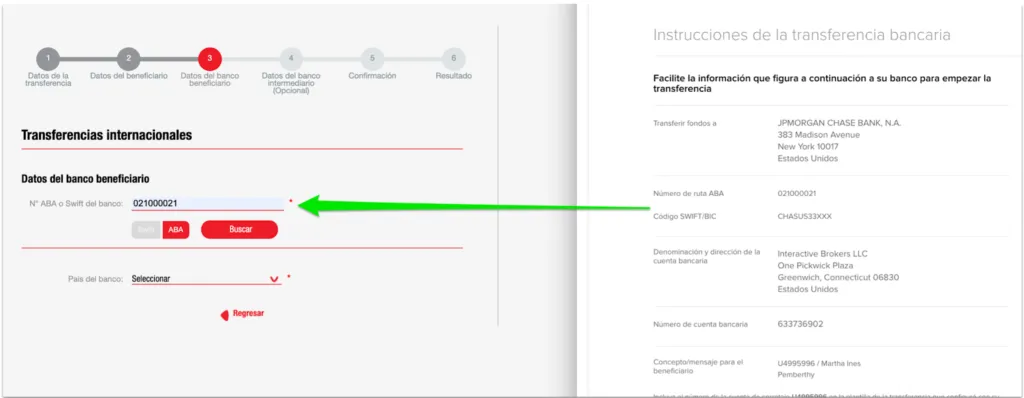 1
2
3
4
5
6
Datos de la
transferencia
Datos del beneficiario
Datos del banco
beneficiario
Datos del banco
intermediario
(Opcional)
Confirmación
Resultado
Transferencias internacionales
Datos del banco beneficiario
N° ABA o Swift del banco: 021000021 *
Swift ABA Buscar
País del banco: Seleccionar *
Regresar
Instrucciones de la transferencia bancaria
Facilite la información que figura a continuación a su banco para empezar la
transferencia
Transferir fondos a JPMORGAN CHASE BANK, N.A.
383 Madison Avenue
New York 10017
Estados Unidos
Número de ruta ABA 021000021
Código SWIFT/BIC CHASUS33XXX
Denominación y dirección de la
cuenta bancaria
Interactive Brokers LLC
One Pickwick Plaza
Greenwich, Connecticut 06830
Estados Unidos
Número de cuenta bancaria 633736902
Concepto/mensaje para el
beneficiario
U4995996 / Martha Ines
Pemberthy